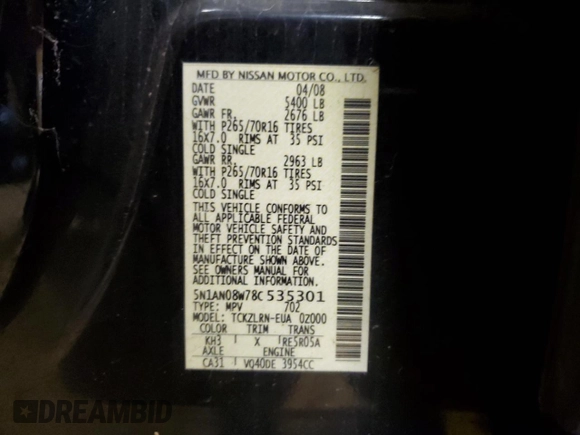 MFD BY NISSAN MOTOR CO., LTD.
DATE 04/08
GVWR 5400 LB
GAWR FR. 2676 LB
WITH P265/70R16 TIRES
16X7.0 RIMS AT 35 PSI
COLD SINGLE
GAWR RR. 2963 LB
WITH P265/70R16 TIRES
16X7.0 RIMS AT 35 PSI
COLD SINGLE
THIS VEHICLE CONFORMS TO
ALL APPLICABLE FEDERAL
MOTOR VEHICLE SAFETY AND
THEFT PREVENTION STANDARDS
IN EFFECT ON THE DATE OF
MANUFACTURE SHOWN ABOVE.
SEE OWNERS MANUAL FOR
ADDITIONAL INFORMATION.
5N1AN08W78C535301
TYPE: MPV 702
MODEL: TCKZLRN-EUA 0Z000
COLOR TRIM TRANS
KH3 X RE5R05A
AXLE ENGINE
CA31 VQ40DE 3954CC
DREAMBID